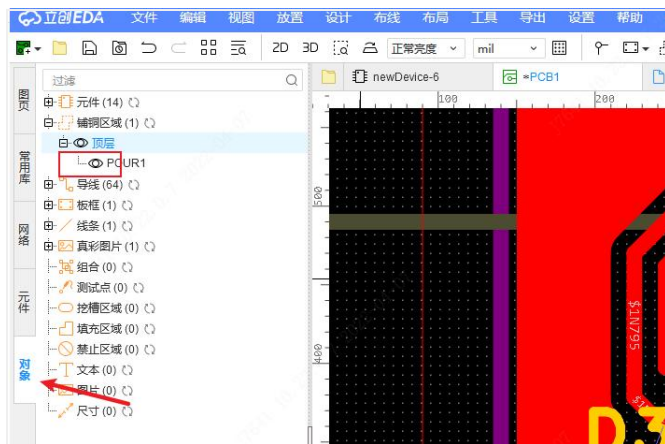 立创EDA 文件 编辑 视图 放置 设计 布线 布局 工具 导出 设置 帮助
2D 3D 正常亮度 mil
过滤
newDevice-6
*PCB1
图页
常用库
网络
元件
对象
元件 (14)
铺铜区域 (1)
顶层
POUR1
导线 (64)
板框 (1)
线条 (1)
真彩图片 (1)
组合 (0)
测试点 (0)
挖槽区域 (0)
填充区域 (0)
禁止区域 (0)
文本 (0)
图片 (0)
尺寸 (0)
100
200
500
400
$1N795
D.3